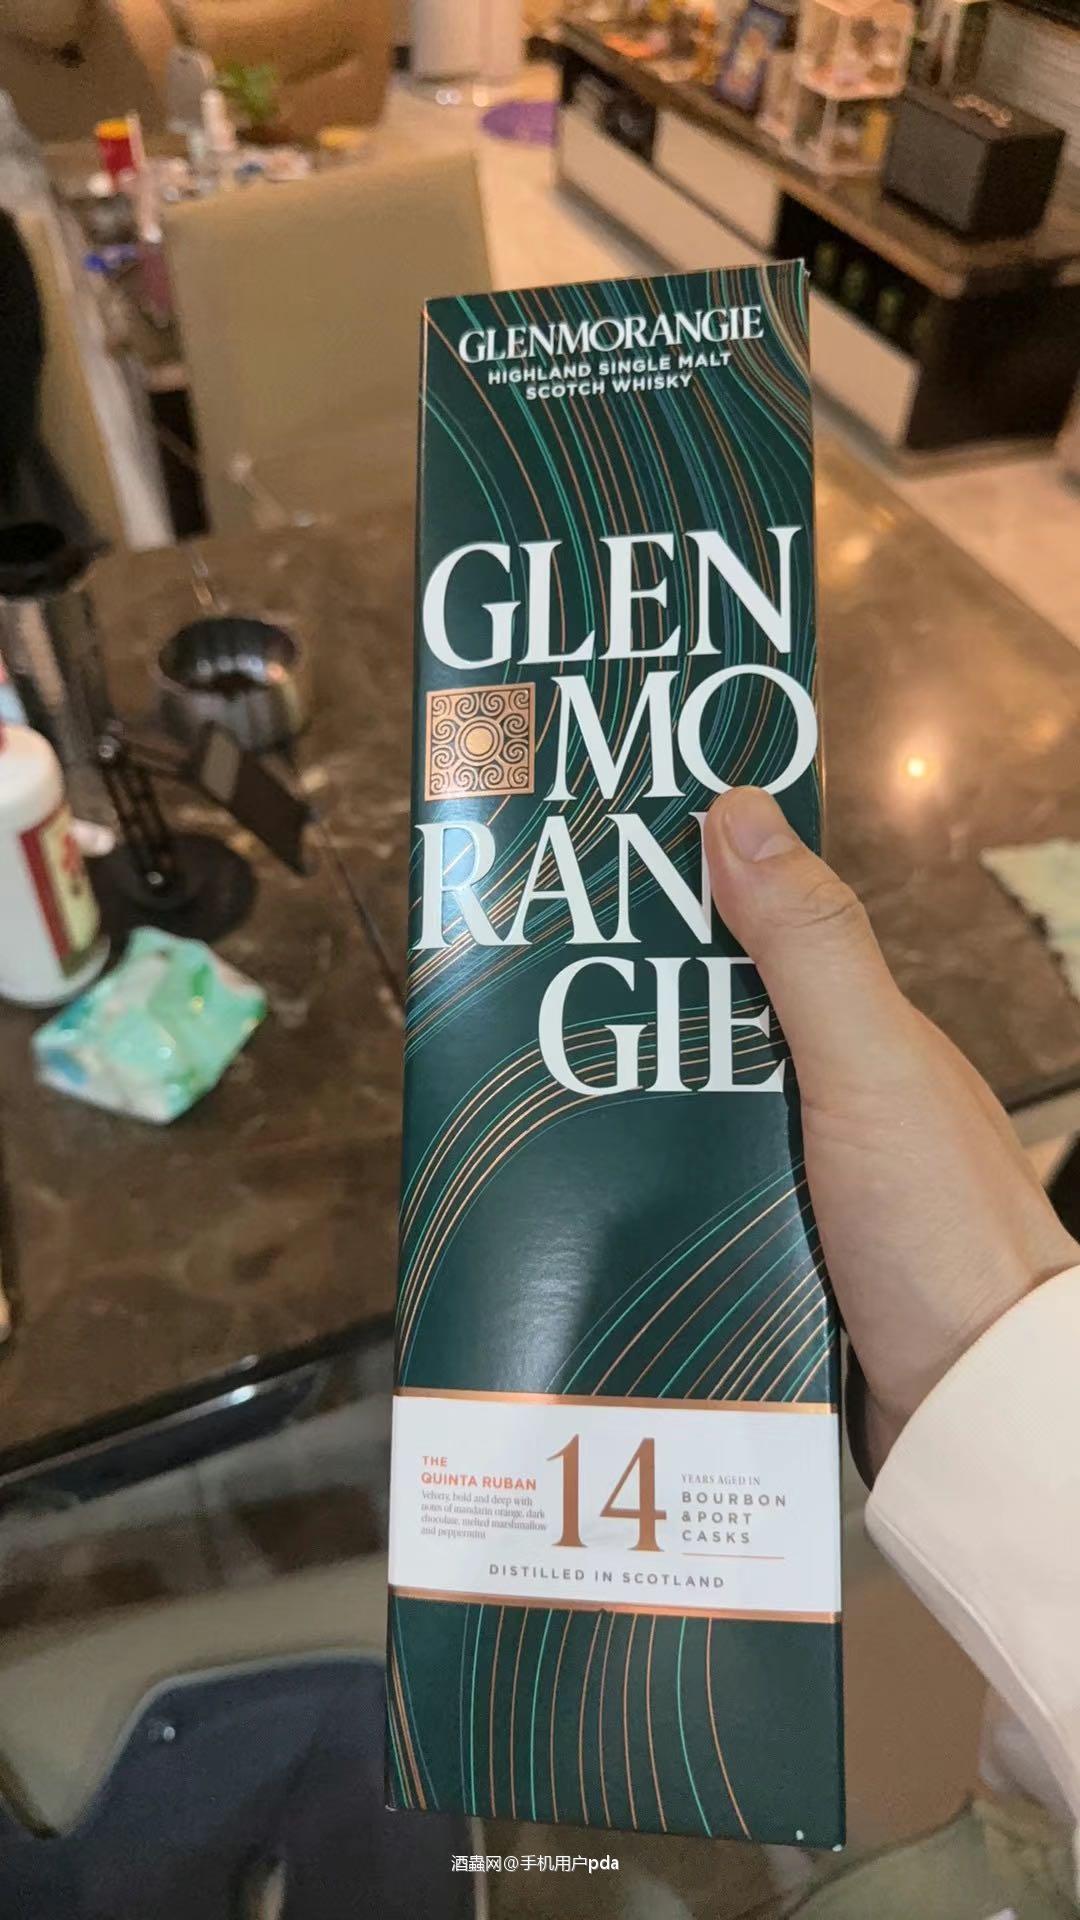 GLENMORANGIE
HIGHLAND SINGLE MALT
SCOTCH WHISKY
GLEN
MO
RAN
GIE
THE
QUINTA RUBAN
Velvety, bold and deep with
notes of mandarin orange, dark
chocolate, melted marshmallow
and peppermint
14
YEARS AGED IN
BOURBON
&PORT
CASKS
DISTILLED IN SCOTLAND
酒蟲网@手机用户pda